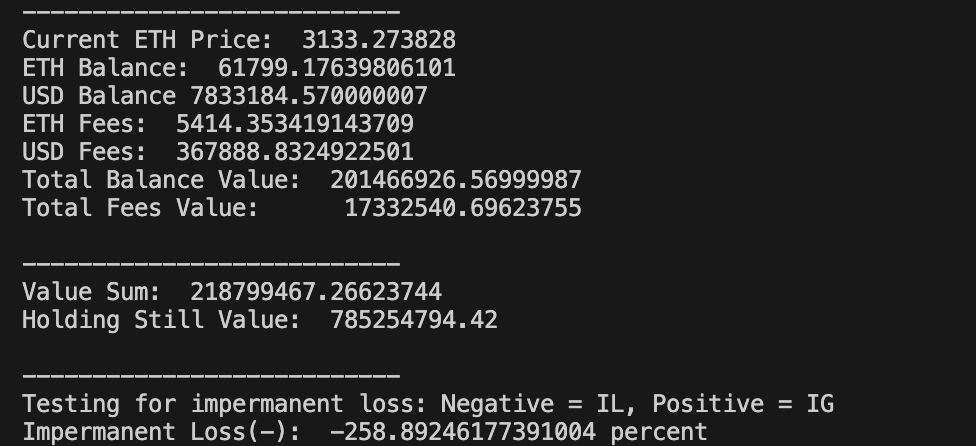 ---------------------------
Current ETH Price:  3133.273828
ETH Balance:  61799.17639806101
USD Balance 7833184.570000007
ETH Fees:  5414.353419143709
USD Fees:  367888.8324922501
Total Balance Value:  201466926.56999987
Total Fees Value:      17332540.69623755
---------------------------
Value Sum:  218799467.26623744
Holding Still Value:  785254794.42
---------------------------
Testing for impermanent loss: Negative = IL, Positive = IG
Impermanent Loss(-):  -258.89246177391004 percent